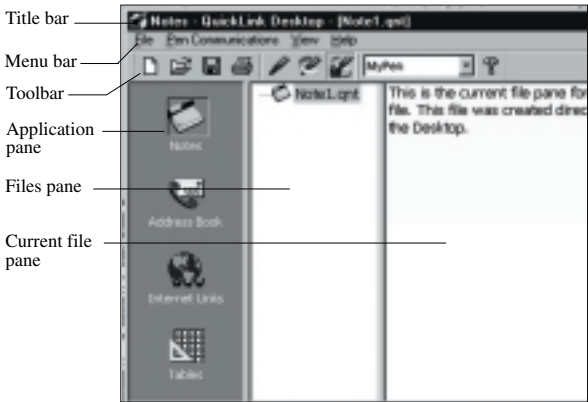 Title bar
Notes - QuickLink Desktop - [Note1.qnt]
Menu bar
File Pen Communications View Help
Toolbar
MyPen
Application
pane
Notes
Note1.qnt
This is the current file pane for
file. This file was created direc
the Desktop.
Files pane
Address Book
Current file
pane
Internet Links
Tables